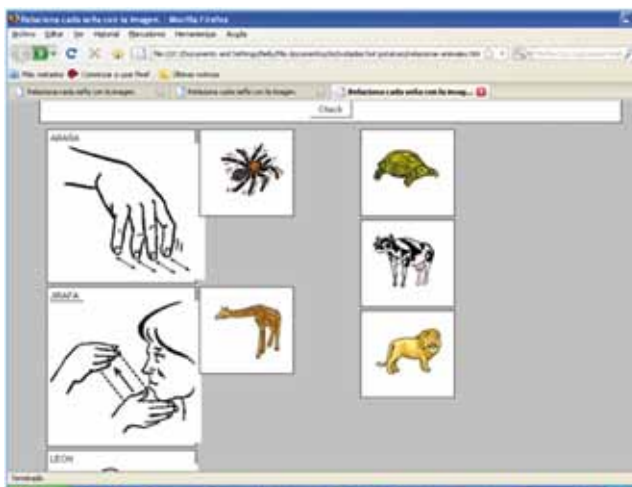 Relaciona cada seña con la imagen. - Mozilla Firefox
Archivo Editar Ver Historial Marcadores Herramientas Ayuda
Más visitados Comenzar a usar Firef... Últimas noticias
Relaciona cada seña con la imagen. Relaciona cada seña con la imagen. Relaciona cada seña con la imag...
Check
ARAÑA
JIRAFA
LEÓN
Terminado